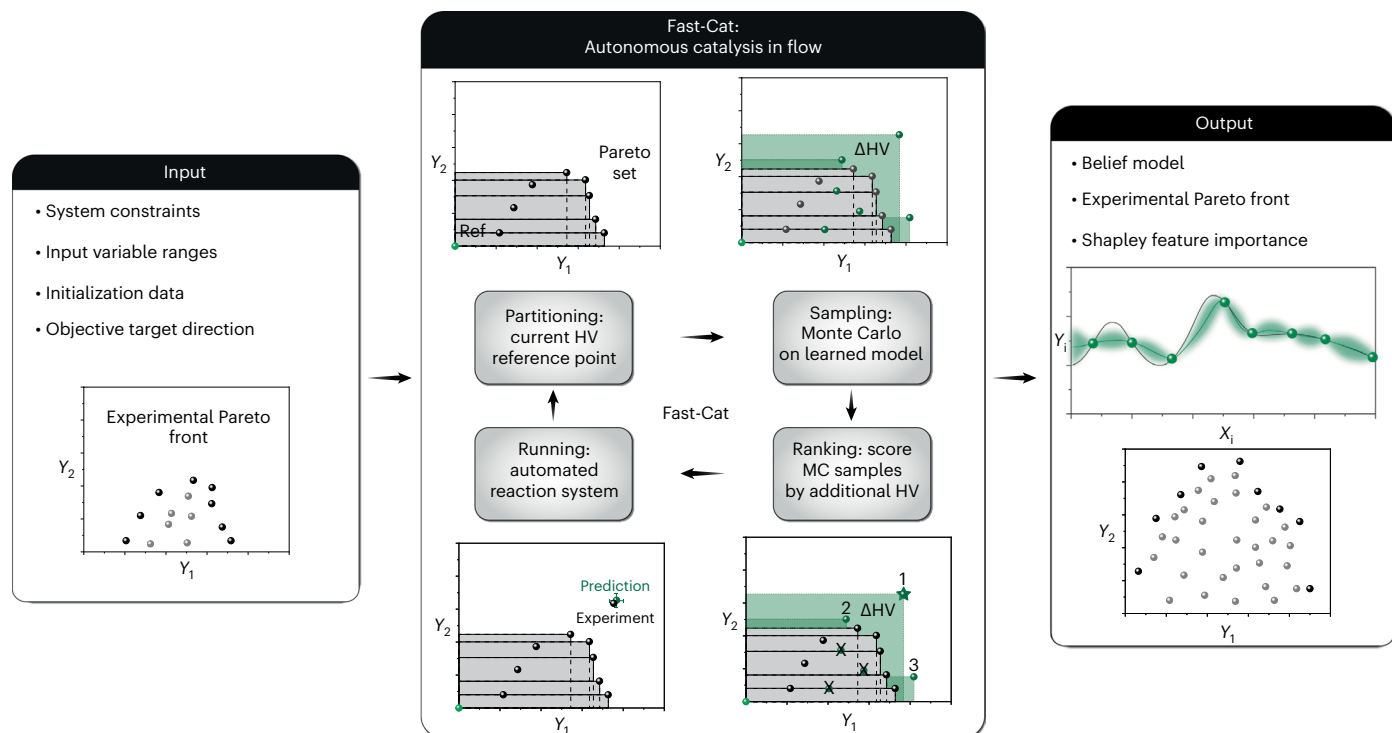 Input
• System constraints
• Input variable ranges
• Initialization data
• Objective target direction
Experimental Pareto
front
Y2
Y1
Fast-Cat:
Autonomous catalysis in flow
Y2
Pareto
set
Ref
Y1
Y2
ΔHV
Y1
Partitioning:
current HV
reference point
Sampling:
Monte Carlo
on learned model
Fast-Cat
Running:
automated
reaction system
Ranking: score
MC samples
by additional HV
Prediction
Experiment
Y2
Y1
1
2
ΔHV
Y2
X
X
3
X
Y1
Output
• Belief model
• Experimental Pareto front
• Shapley feature importance
Yi
Xi
Y2
Y1